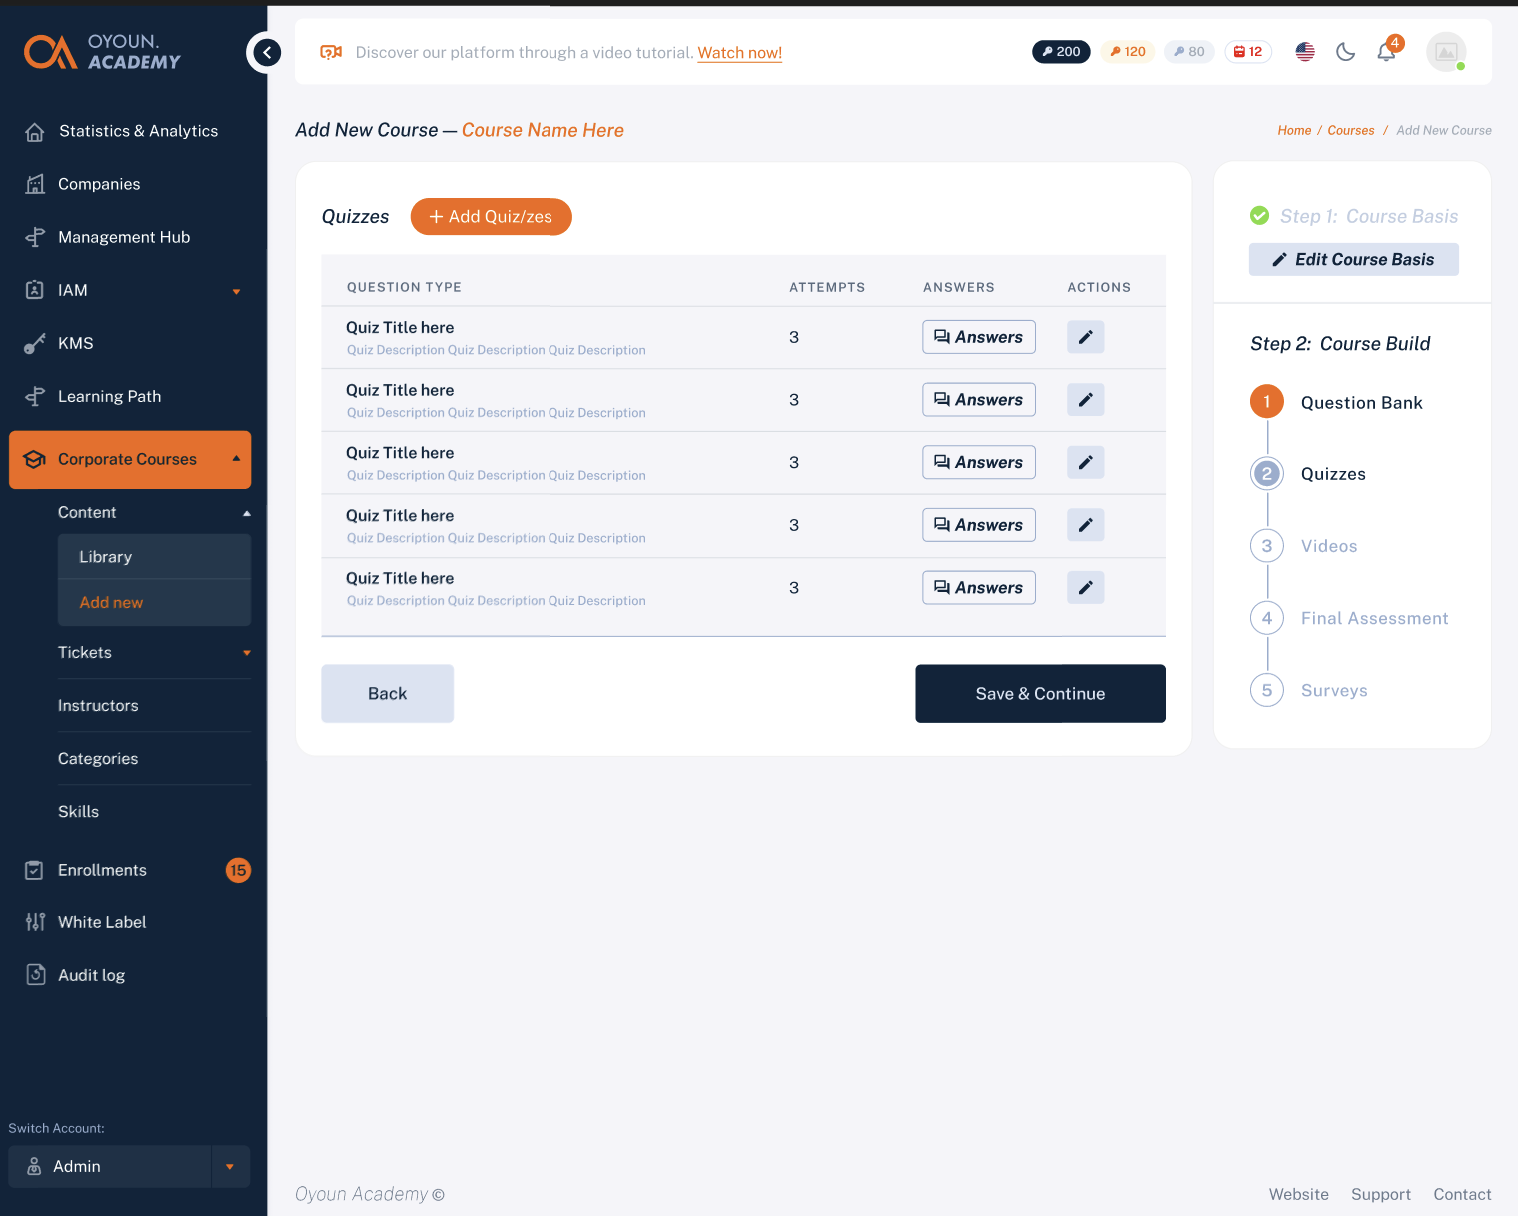 OYOUN.
ACADEMY
Discover our platform through a video tutorial. Watch now!
200
120
80
12
4
Statistics & Analytics
Companies
Management Hub
IAM
KMS
Learning Path
Corporate Courses
Content
Library
Add new
Tickets
Instructors
Categories
Skills
Enrollments
15
White Label
Audit log
Switch Account:
Admin
Add New Course — Course Name Here
Home / Courses / Add New Course
Quizzes
+ Add Quiz/zes
QUESTION TYPE ATTEMPTS ANSWERS ACTIONS
Quiz Title here
Quiz Description Quiz Description Quiz Description
3
Answers
Quiz Title here
Quiz Description Quiz Description Quiz Description
3
Answers
Quiz Title here
Quiz Description Quiz Description Quiz Description
3
Answers
Quiz Title here
Quiz Description Quiz Description Quiz Description
3
Answers
Quiz Title here
Quiz Description Quiz Description Quiz Description
3
Answers
Back
Save & Continue
Step 1: Course Basis
Edit Course Basis
Step 2: Course Build
1 Question Bank
2 Quizzes
3 Videos
4 Final Assessment
5 Surveys
Oyoun Academy ©
Website Support Contact